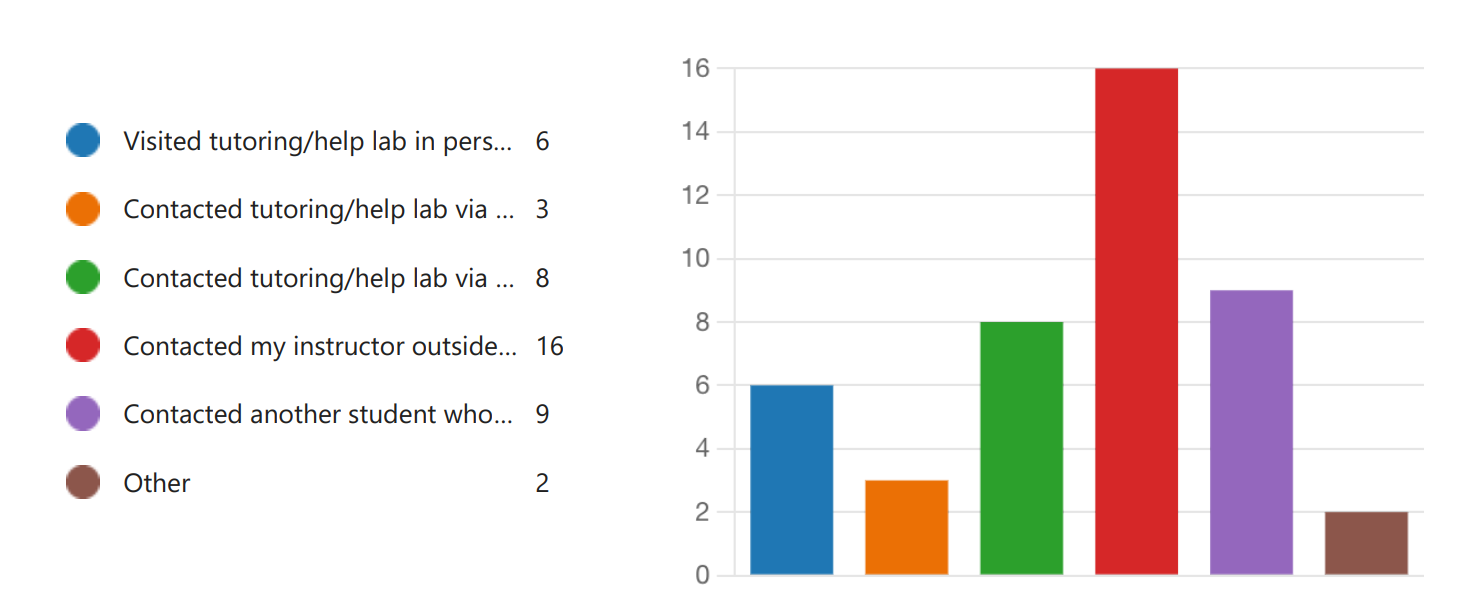 Visited tutoring/help lab in pers... 6
Contacted tutoring/help lab via ... 3
Contacted tutoring/help lab via ... 8
Contacted my instructor outside... 16
Contacted another student who... 9
Other 2
16
14
12
10
8
6
4
2
0